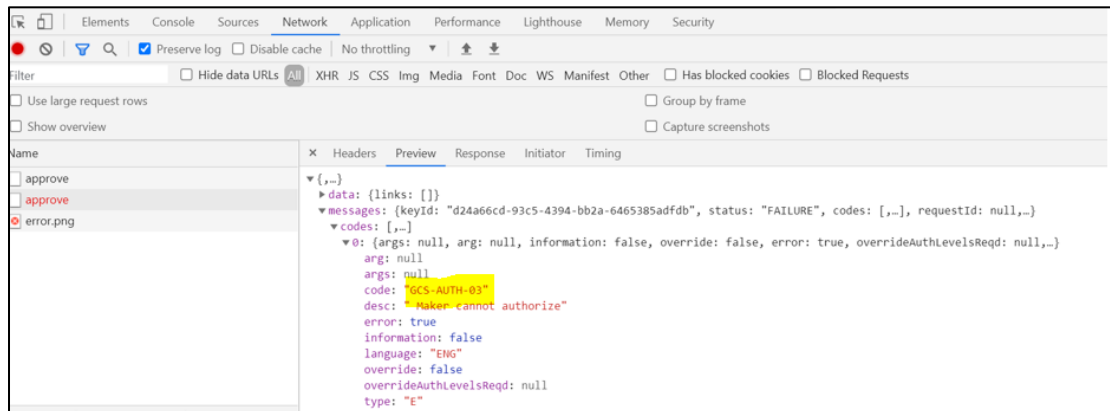 Elements Console Sources Network Application Performance Lighthouse Memory Security
Preserve log Disable cache No throttling
Filter Hide data URLs All XHR JS CSS Img Media Font Doc WS Manifest Other Has blocked cookies Blocked Requests
Use large request rows Group by frame
Show overview Capture screenshots
Name × Headers Preview Response Initiator Timing
approve
approve
error.png
▼{,…}
▶data: {links: []}
▼messages: {keyId: "d24a66cd-93c5-4394-bb2a-6465385adfdb", status: "FAILURE", codes: [,…], requestId: null,…}
▼codes: [,…]
▼0: {args: null, arg: null, information: false, override: false, error: true, overrideAuthLevelsReqd: null,…}
arg: null
args: null
code: "GCS-AUTH-03"
desc: " Maker cannot authorize"
error: true
information: false
language: "ENG"
override: false
overrideAuthLevelsReqd: null
type: "E"